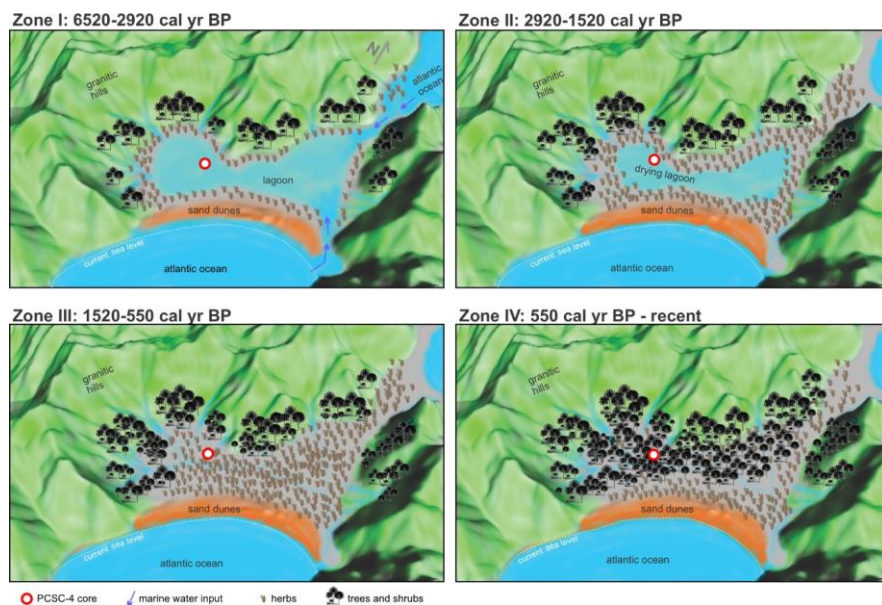 Zone I: 6520-2920 cal yr BP
granitic
hills
N
atlantic
ocean
lagoon
sand dunes
current sea level
atlantic ocean
Zone II: 2920-1520 cal yr BP
granitic
hills
atlantic
ocean
drying lagoon
sand dunes
current sea level
atlantic ocean
Zone III: 1520-550 cal yr BP
granitic
hills
sand dunes
current sea level
atlantic ocean
Zone IV: 550 cal yr BP - recent
granitic
hills
sand dunes
current sea level
atlantic ocean
PCSC-4 core
marine water input
herbs
trees and shrubs